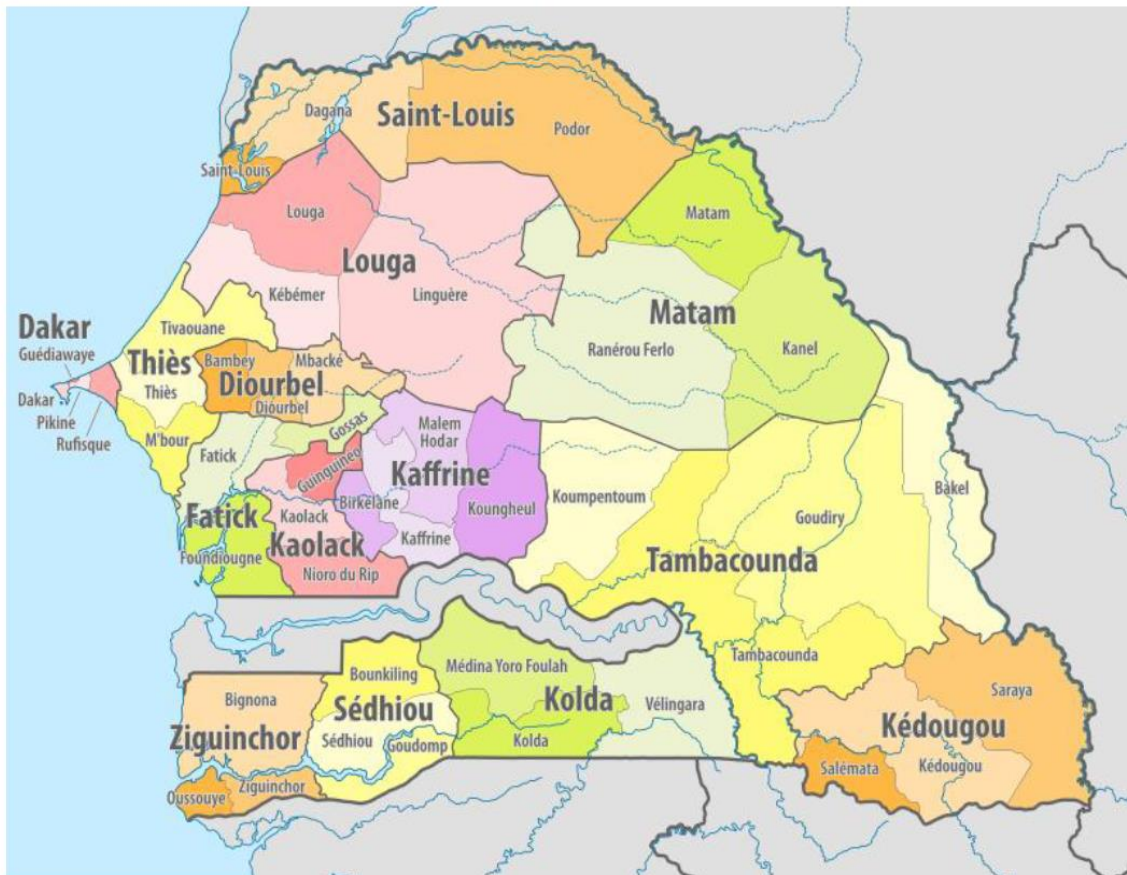 Saint-Louis
Dagana
Podor
Saint-Louis
Louga
Matam
Louga
Kébémer
Linguère
Matam
Ranérou Ferlo
Kanel
Tivaouane
Dakar
Guédiawaye
Thiès
Thiès
Bambey
Mbacké
Diourbel
Diourbel
Dakar
Pikine
Rufisque
M'bour
Gossas
Fatick
Guinguineo
Malem
Hodar
Kaffrine
Birkelane
Koungheul
Koumpentoum
Goudiry
Bakel
Fatick
Foundiougne
Kaolack
Kaolack
Kaffrine
Nioro du Rip
Tambacounda
Tambacounda
Bounkiling
Médina Yoro Foulah
Bignona
Sédhiou
Kolda
Vélingara
Saraya
Ziguinchor
Sédhiou
Goudomp
Kolda
Kédougou
Salémata
Kédougou
Oussouye
Ziguinchor